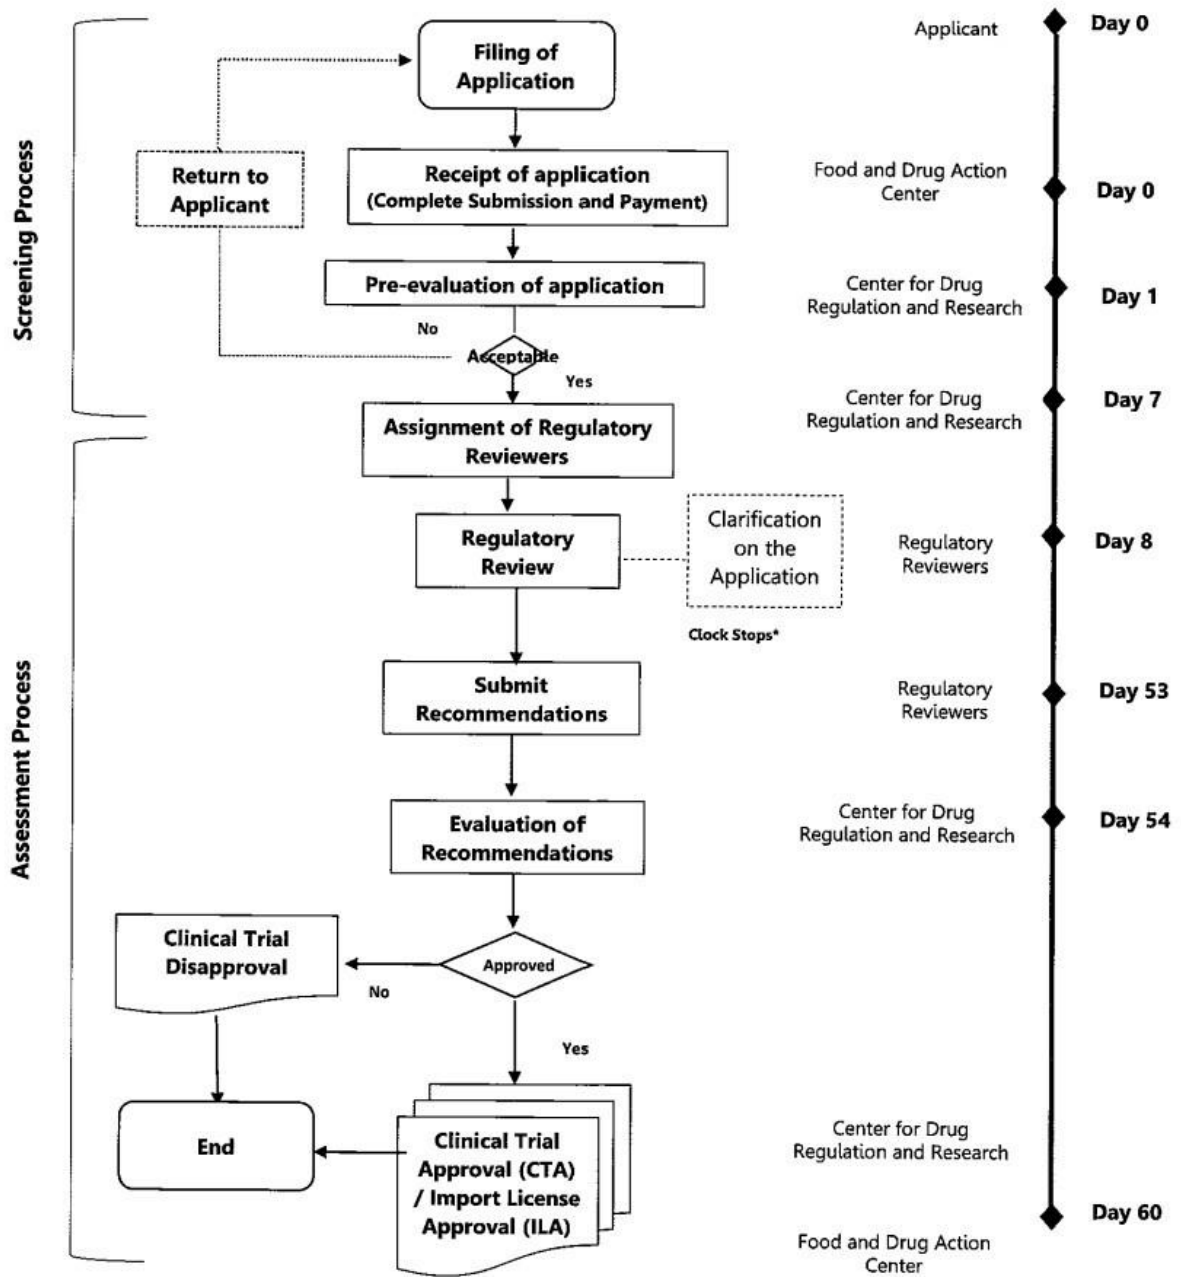 Screening Process
Filing of
Application
Applicant
Day 0
Return to
Applicant
Receipt of application
(Complete Submission and Payment)
Food and Drug Action
Center
Day 0
Pre-evaluation of application
Center for Drug
Regulation and Research
Day 1
No
Acceptable
Yes
Assignment of Regulatory
Reviewers
Center for Drug
Regulation and Research
Day 7
Assessment Process
Regulatory
Review
Clarification
on the
Application
Clock Stops*
Regulatory
Reviewers
Day 8
Submit
Recommendations
Regulatory
Reviewers
Day 53
Evaluation of
Recommendations
Center for Drug
Regulation and Research
Day 54
Clinical Trial
Disapproval
Approved
No
Yes
End
Clinical Trial
Approval (CTA)
/ Import License
Approval (ILA)
Center for Drug
Regulation and Research
Day 60
Food and Drug Action
Center